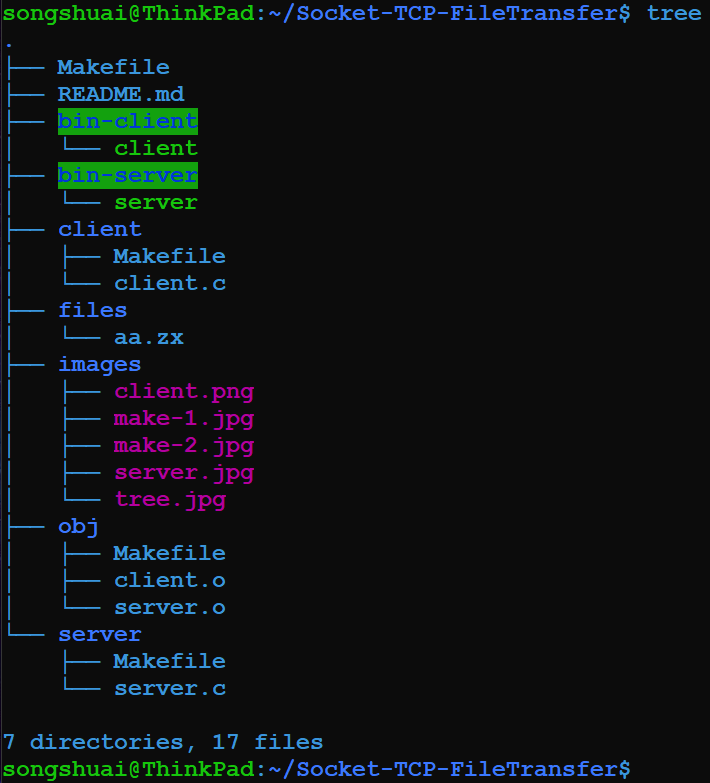 songshuai@ThinkPad:~/Socket-TCP-FileTransfer$ tree
.
├── Makefile
├── README.md
├── bin-client
│   └── client
├── bin-server
│   └── server
├── client
│   ├── Makefile
│   └── client.c
├── files
│   └── aa.zx
├── images
│   ├── client.png
│   ├── make-1.jpg
│   ├── make-2.jpg
│   ├── server.jpg
│   └── tree.jpg
├── obj
│   ├── Makefile
│   ├── client.o
│   └── server.o
└── server
    ├── Makefile
    └── server.c

7 directories, 17 files
songshuai@ThinkPad:~/Socket-TCP-FileTransfer$